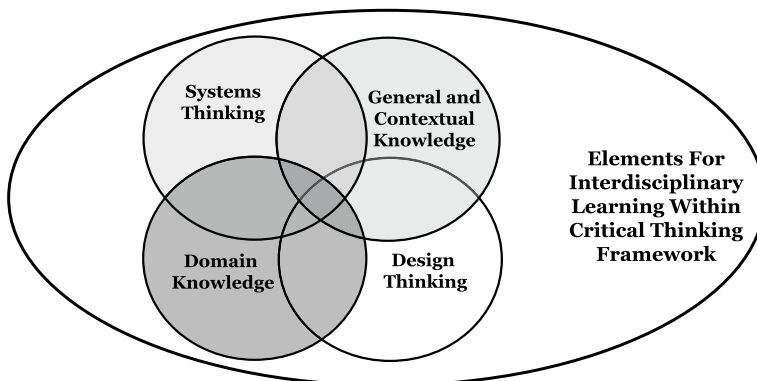 Systems
Thinking
General and
Contextual
Knowledge
Domain
Knowledge
Design
Thinking
Elements For
Interdisciplinary
Learning Within
Critical Thinking
Framework